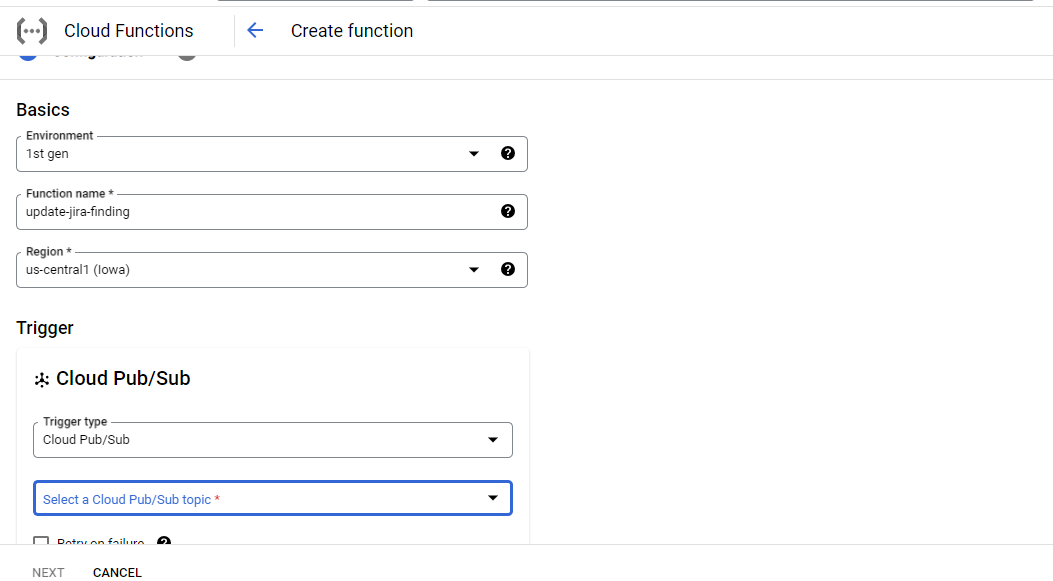 Cloud Functions
Create function
Basics
Environment
1st gen
Function name *
update-jira-finding
Region *
us-central1 (Iowa)
Trigger
Cloud Pub/Sub
Trigger type
Cloud Pub/Sub
Select a Cloud Pub/Sub topic *
Retry on failure
NEXT
CANCEL